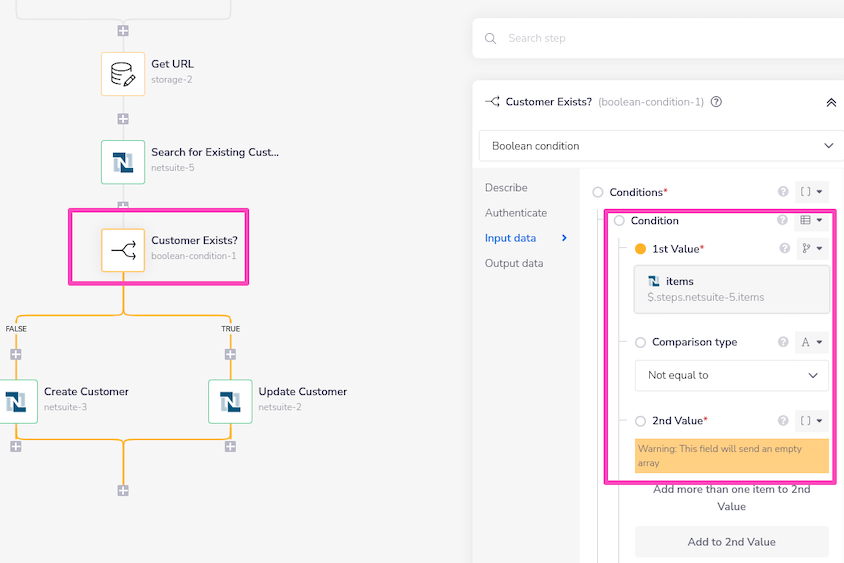 Get URL
storage-2
Search for Existing Cust...
netsuite-5
Customer Exists?
boolean-condition-1
FALSE
TRUE
Create Customer
netsuite-3
Update Customer
netsuite-2
Search step
Customer Exists? (boolean-condition-1) ?
Boolean condition
Describe
Authenticate
Input data
Output data
Conditions* ? [ ]
Condition ?
1st Value* ?
items
$.steps.netsuite-5.items
Comparison type ? A
Not equal to
2nd Value* ? [ ]
Warning: This field will send an empty
array
Add more than one item to 2nd
Value
Add to 2nd Value